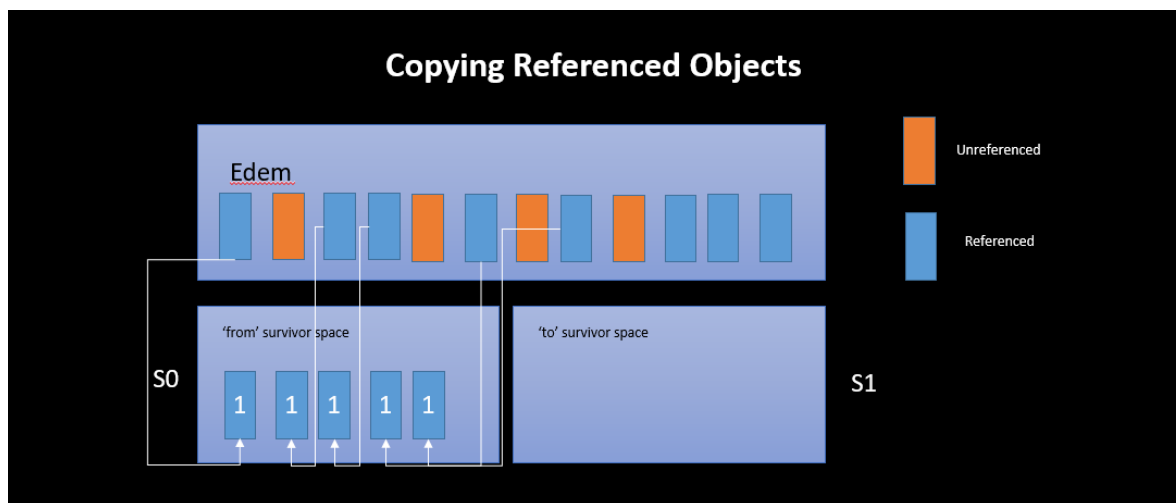 Copying Referenced Objects
Edem
Unreferenced
Referenced
‘from’ survivor space
‘to’ survivor space
S0
S1
1 1 1 1 1